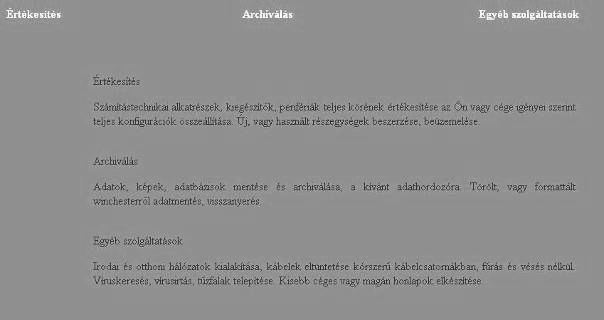 Értékesítés Archiválás Egyéb szolgáltatások
Értékesítés
Számítástechnikai alkatrészek, kiegészítők, perifériák teljes körének értékesítése az Ön vagy cége igényei szerint
teljes konfigurációk összeállítása. Új, vagy használt részegységek beszerzése, beüzemelése.
Archiválás
Adatok, képek, adatbázisok mentése és archiválása, a kívánt adathordozóra. Törölt, vagy formattált
winchesterről adatmentés, visszanyerés.
Egyéb szolgáltatások
Irodai és otthoni hálózatok kialakítása, kábelek eltüntetése korszerű kábelcsatornákban, fúrás és vésés nélkül.
Víruskeresés, vírusirtás, tűzfalak telepítése. Kisebb céges vagy magán honlapok elkészítése.